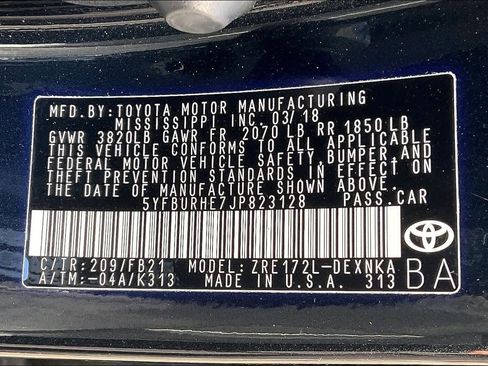 MFD.BY:TOYOTA MOTOR MANUFACTURING
MISSISSIPPI INC. 03/18
GVWR 3820LB GAWR FR. 2070 LB RR 1850 LB
THIS VEHICLE CONFORMS TO ALL APPLICABLE
FEDERAL MOTOR VEHICLE SAFETY,BUMPER,AND
THEFT PREVENTION STANDARDS IN EFFECT ON
THE DATE OF MANUFACTURE SHOWN ABOVE.
5YFBURHE7JP823128 PASS.CAR
C/TR:209/FB21 MODEL:ZRE172L-DEXNKA
A/TM:-04A/K313 MADE IN U.S.A. 313
BA